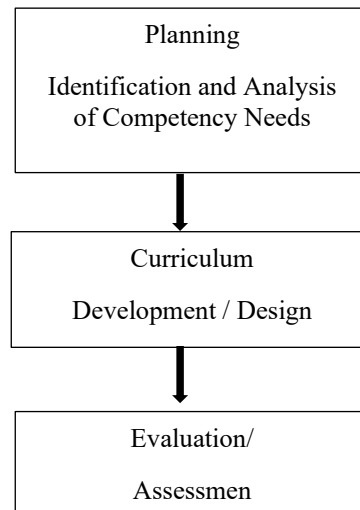 Planning
Identification and Analysis
of Competency Needs
Curriculum
Development / Design
Evaluation/
Assessmen